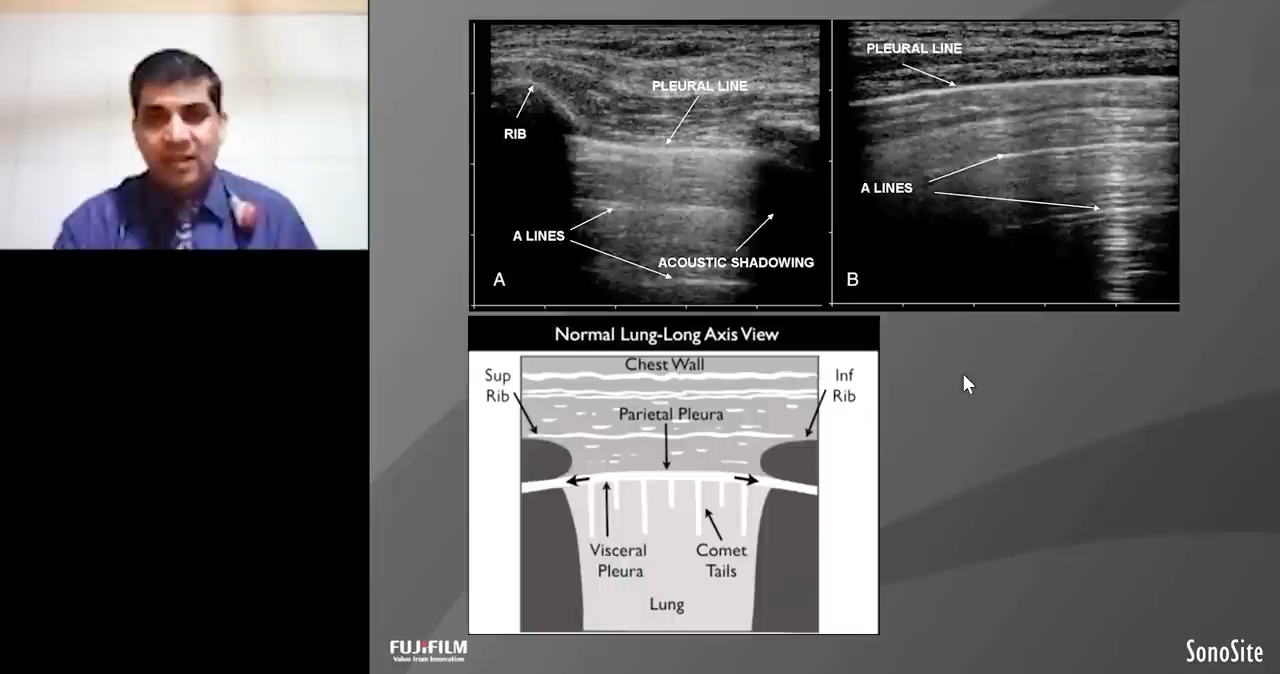 PLEURAL LINE
RIB
A LINES
ACOUSTIC SHADOWING
A
PLEURAL LINE
A LINES
B
Normal Lung-Long Axis View
Chest Wall
Sup
Rib
Inf
Rib
Parietal Pleura
Visceral
Pleura
Comet
Tails
Lung
FUJIFILM
Value from Innovation
SonoSite